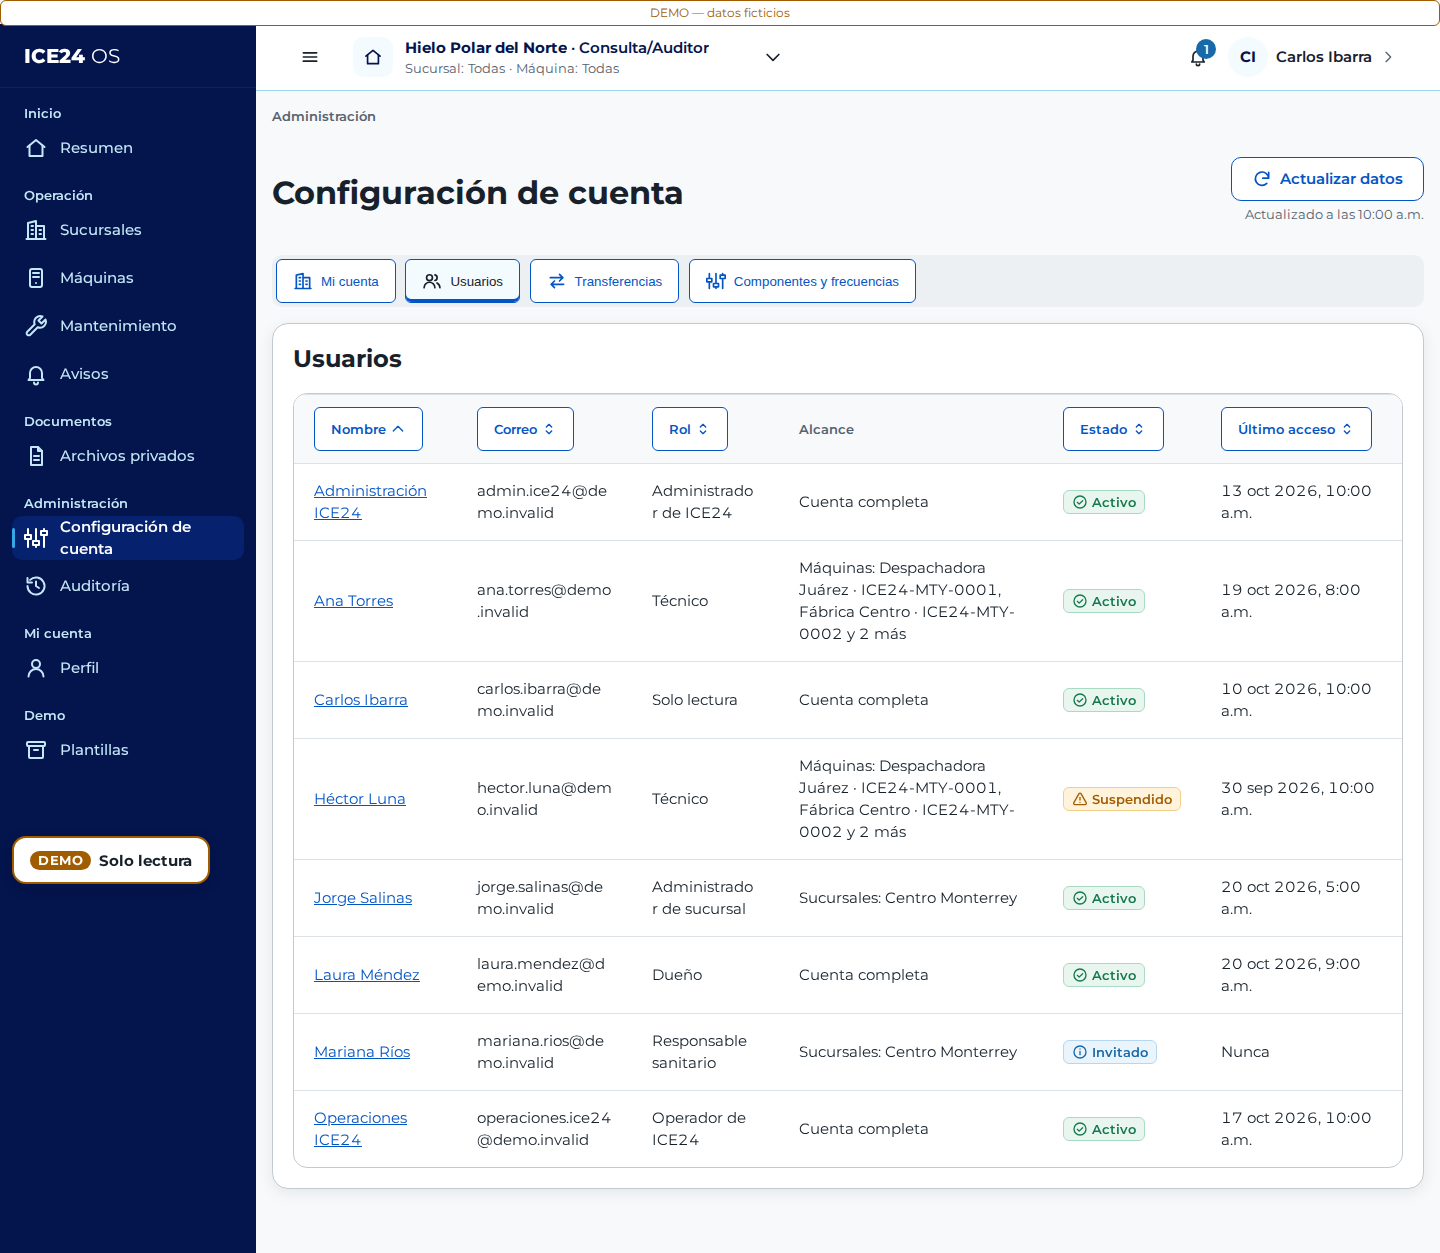 DEMO — datos ficticios
ICE24 OS
Inicio
Resumen
Operación
Sucursales
Máquinas
Mantenimiento
Avisos
Documentos
Archivos privados
Administración
Configuración de
cuenta
Auditoría
Mi cuenta
Perfil
Demo
Plantillas
DEMO Solo lectura
Hielo Polar del Norte · Consulta/Auditor
Sucursal: Todas · Máquina: Todas
1
CI
Carlos Ibarra
Administración
Configuración de cuenta
Actualizar datos
Actualizado a las 10:00 a.m.
Mi cuenta
Usuarios
Transferencias
Componentes y frecuencias
Usuarios
Nombre
Correo
Rol
Alcance
Estado
Último acceso
Administración
ICE24
admin.ice24@de
mo.invalid
Administrado
r de ICE24
Cuenta completa
Activo
13 oct 2026, 10:00
a.m.
Ana Torres
ana.torres@demo
.invalid
Técnico
Máquinas: Despachadora
Juárez · ICE24-MTY-0001,
Fábrica Centro · ICE24-MTY-
0002 y 2 más
Activo
19 oct 2026, 8:00
a.m.
Carlos Ibarra
carlos.ibarra@de
mo.invalid
Solo lectura
Cuenta completa
Activo
10 oct 2026, 10:00
a.m.
Héctor Luna
hector.luna@dem
o.invalid
Técnico
Máquinas: Despachadora
Juárez · ICE24-MTY-0001,
Fábrica Centro · ICE24-MTY-
0002 y 2 más
Suspendido
30 sep 2026, 10:00
a.m.
Jorge Salinas
jorge.salinas@de
mo.invalid
Administrado
r de sucursal
Sucursales: Centro Monterrey
Activo
20 oct 2026, 5:00
a.m.
Laura Méndez
laura.mendez@d
emo.invalid
Dueño
Cuenta completa
Activo
20 oct 2026, 9:00
a.m.
Mariana Ríos
mariana.rios@de
mo.invalid
Responsable
sanitario
Sucursales: Centro Monterrey
Invitado
Nunca
Operaciones
ICE24
operaciones.ice24
@demo.invalid
Operador de
ICE24
Cuenta completa
Activo
17 oct 2026, 10:00
a.m.